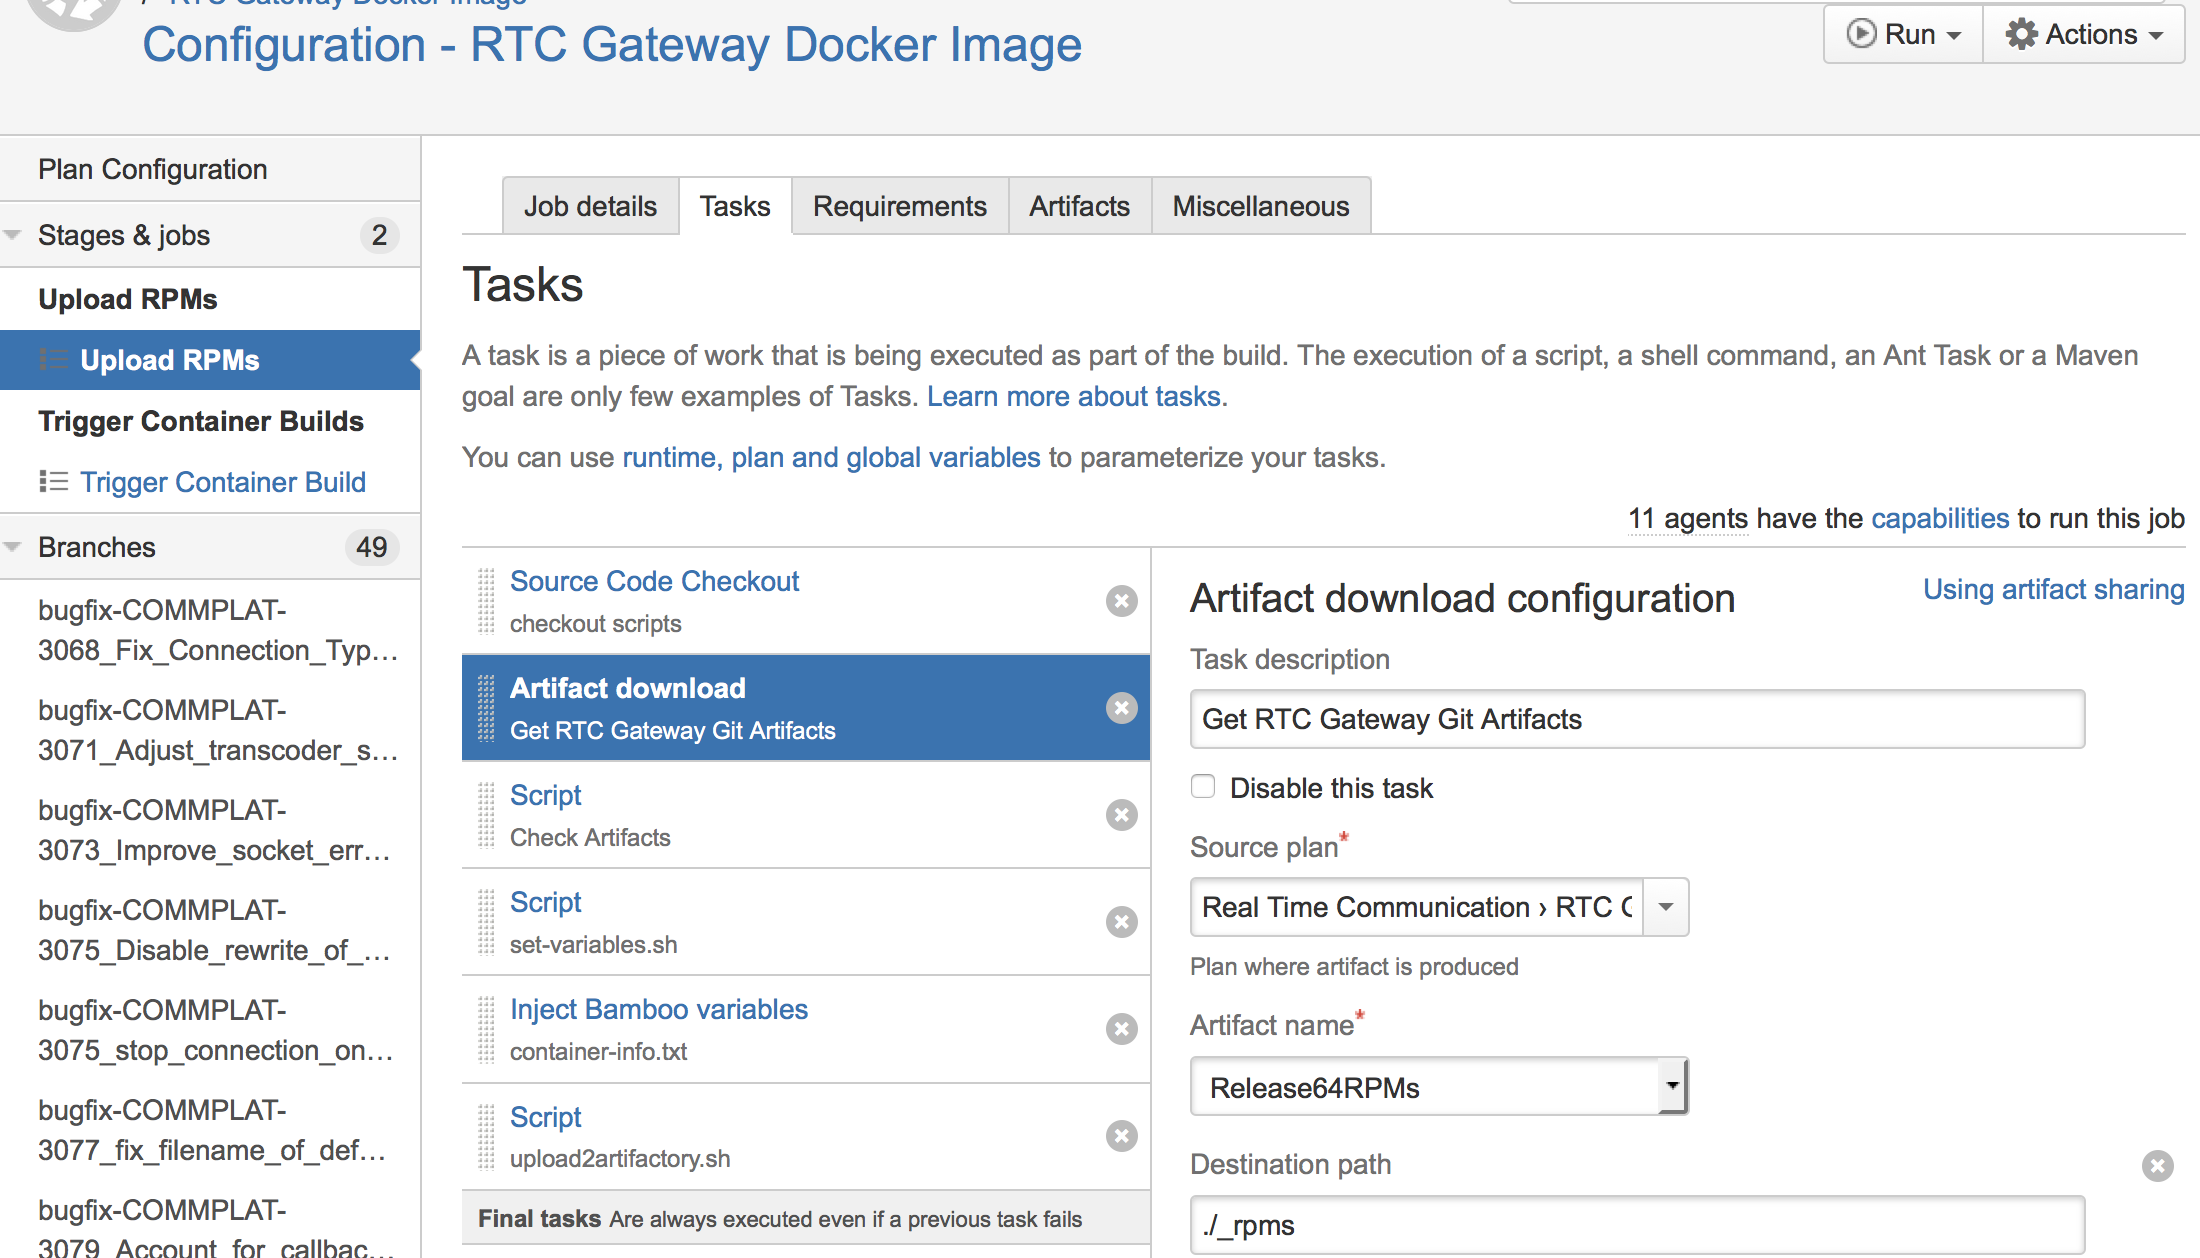 / RTC Gateway Docker Image
Configuration - RTC Gateway Docker Image
Run
Actions
Plan Configuration
Stages & jobs 2
Upload RPMs
Upload RPMs
Trigger Container Builds
Trigger Container Build
Branches 49
bugfix-COMMPLAT-
3068_Fix_Connection_Typ...
bugfix-COMMPLAT-
3071_Adjust_transcoder_s...
bugfix-COMMPLAT-
3073_Improve_socket_err...
bugfix-COMMPLAT-
3075_Disable_rewrite_of_...
bugfix-COMMPLAT-
3075_stop_connection_on...
bugfix-COMMPLAT-
3077_fix_filename_of_def...
bugfix-COMMPLAT-
3079_Account_for_callbac...
Job details
Tasks
Requirements
Artifacts
Miscellaneous
Tasks
A task is a piece of work that is being executed as part of the build. The execution of a script, a shell command, an Ant Task or a Maven
goal are only few examples of Tasks. Learn more about tasks.
You can use runtime, plan and global variables to parameterize your tasks.
11 agents have the capabilities to run this job
Source Code Checkout
checkout scripts
Artifact download
Get RTC Gateway Git Artifacts
Script
Check Artifacts
Script
set-variables.sh
Inject Bamboo variables
container-info.txt
Script
upload2artifactory.sh
Final tasks Are always executed even if a previous task fails
Artifact download configuration
Using artifact sharing
Task description
Get RTC Gateway Git Artifacts
Disable this task
Source plan*
Real Time Communication › RTC G
Plan where artifact is produced
Artifact name*
Release64RPMs
Destination path
./_rpms